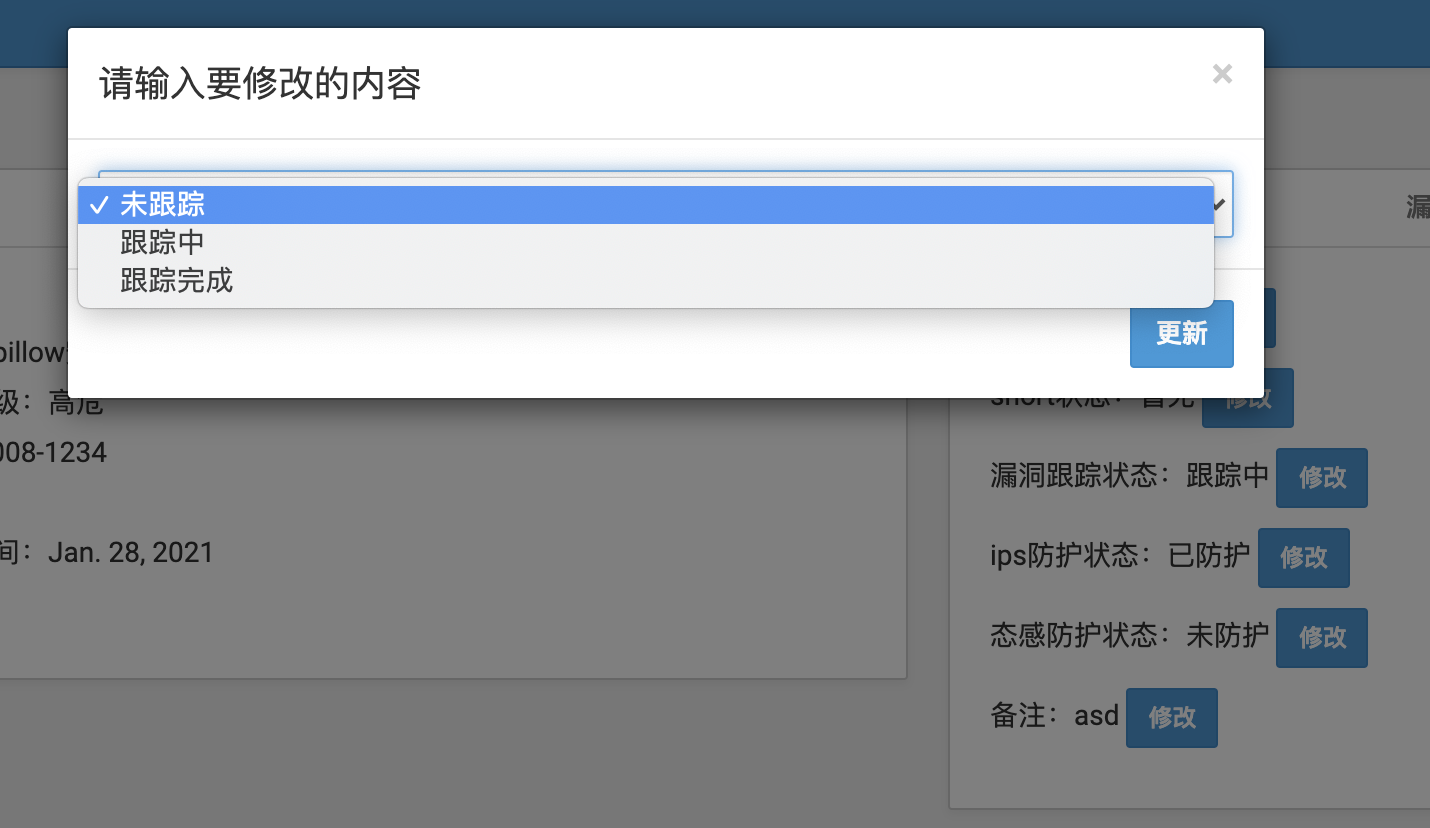 请输入要修改的内容
×
✓ 未跟踪
跟踪中
跟踪完成
更新
漏
pillow
级：高危
008-1234
间：Jan. 28, 2021
short状态：暂无 修改
漏洞跟踪状态：跟踪中 修改
ips防护状态：已防护 修改
态感防护状态：未防护 修改
备注：asd 修改